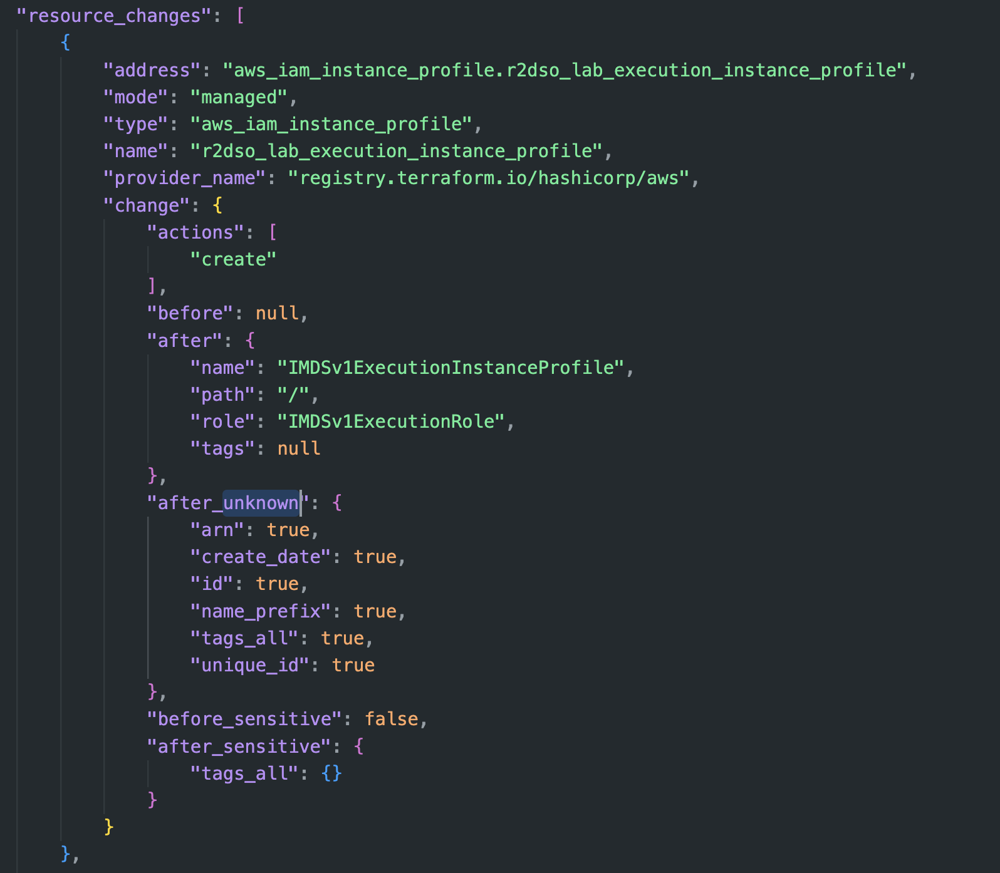 "resource_changes": [
{
"address": "aws_iam_instance_profile.r2dso_lab_execution_instance_profile",
"mode": "managed",
"type": "aws_iam_instance_profile",
"name": "r2dso_lab_execution_instance_profile",
"provider_name": "registry.terraform.io/hashicorp/aws",
"change": {
"actions": [
"create"
],
"before": null,
"after": {
"name": "IMDSv1ExecutionInstanceProfile",
"path": "/",
"role": "IMDSv1ExecutionRole",
"tags": null
},
"after_unknown": {
"arn": true,
"create_date": true,
"id": true,
"name_prefix": true,
"tags_all": true,
"unique_id": true
},
"before_sensitive": false,
"after_sensitive": {
"tags_all": {}
}
}
},